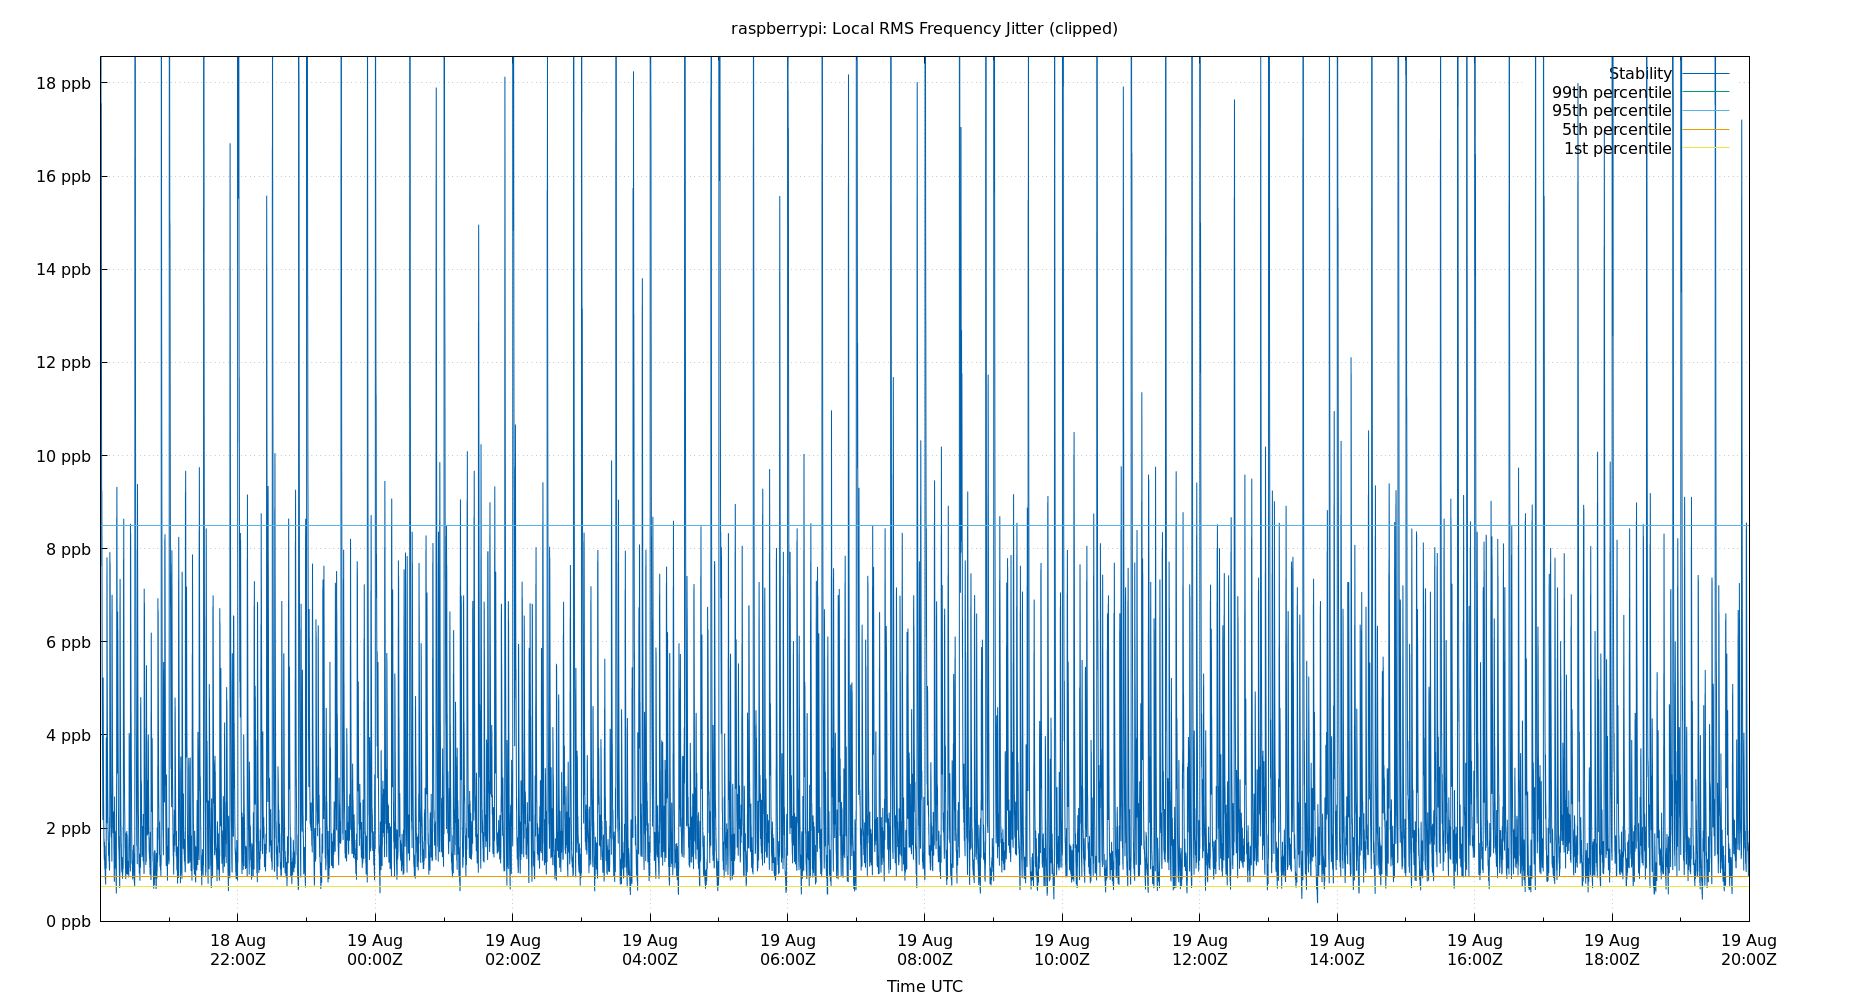 raspberrypi: Local RMS Frequency Jitter (clipped)
18 ppb
16 ppb
14 ppb
12 ppb
10 ppb
8 ppb
6 ppb
4 ppb
2 ppb
0 ppb
Stability
99th percentile
95th percentile
5th percentile
1st percentile
18 Aug
22:00Z
19 Aug
00:00Z
19 Aug
02:00Z
19 Aug
04:00Z
19 Aug
06:00Z
19 Aug
08:00Z
19 Aug
10:00Z
19 Aug
12:00Z
19 Aug
14:00Z
19 Aug
16:00Z
19 Aug
18:00Z
19 Aug
20:00Z
Time UTC